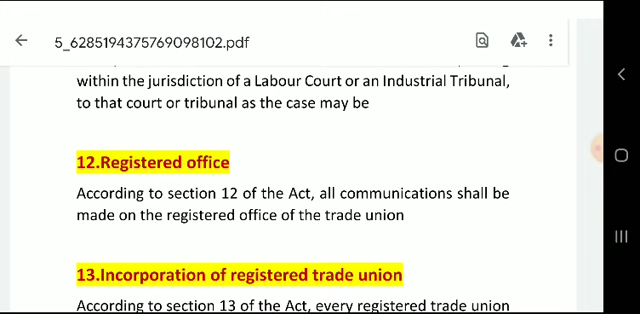 5_6285194375769098102.pdf
within the jurisdiction of a Labour Court or an Industrial Tribunal,
to that court or tribunal as the case may be
12.Registered office
According to section 12 of the Act, all communications shall be
made on the registered office of the trade union
13.Incorporation of registered trade union
According to section 13 of the Act, every registered trade union